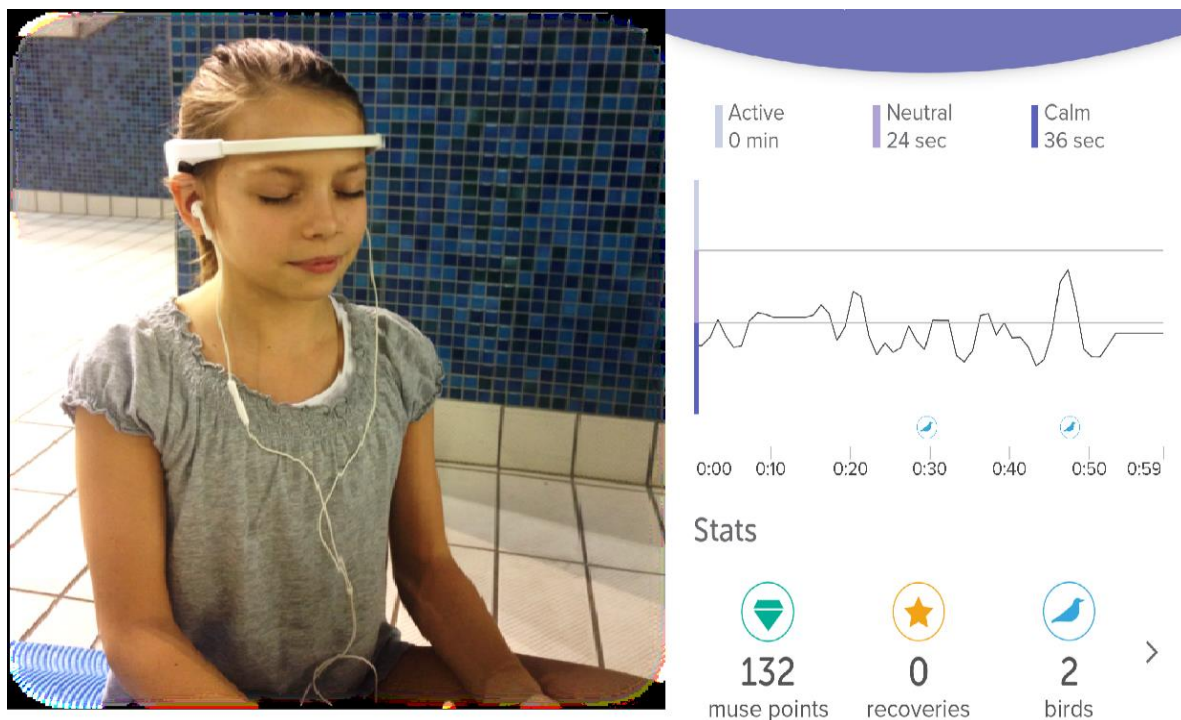 Active Neutral Calm
0 min 24 sec 36 sec
0:00 0:10 0:20 0:30 0:40 0:50 0:59
Stats
132 0 2
muse points recoveries birds